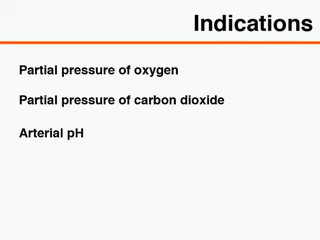 Indications
Partial pressure of oxygen
Partial pressure of carbon dioxide
Arterial pH